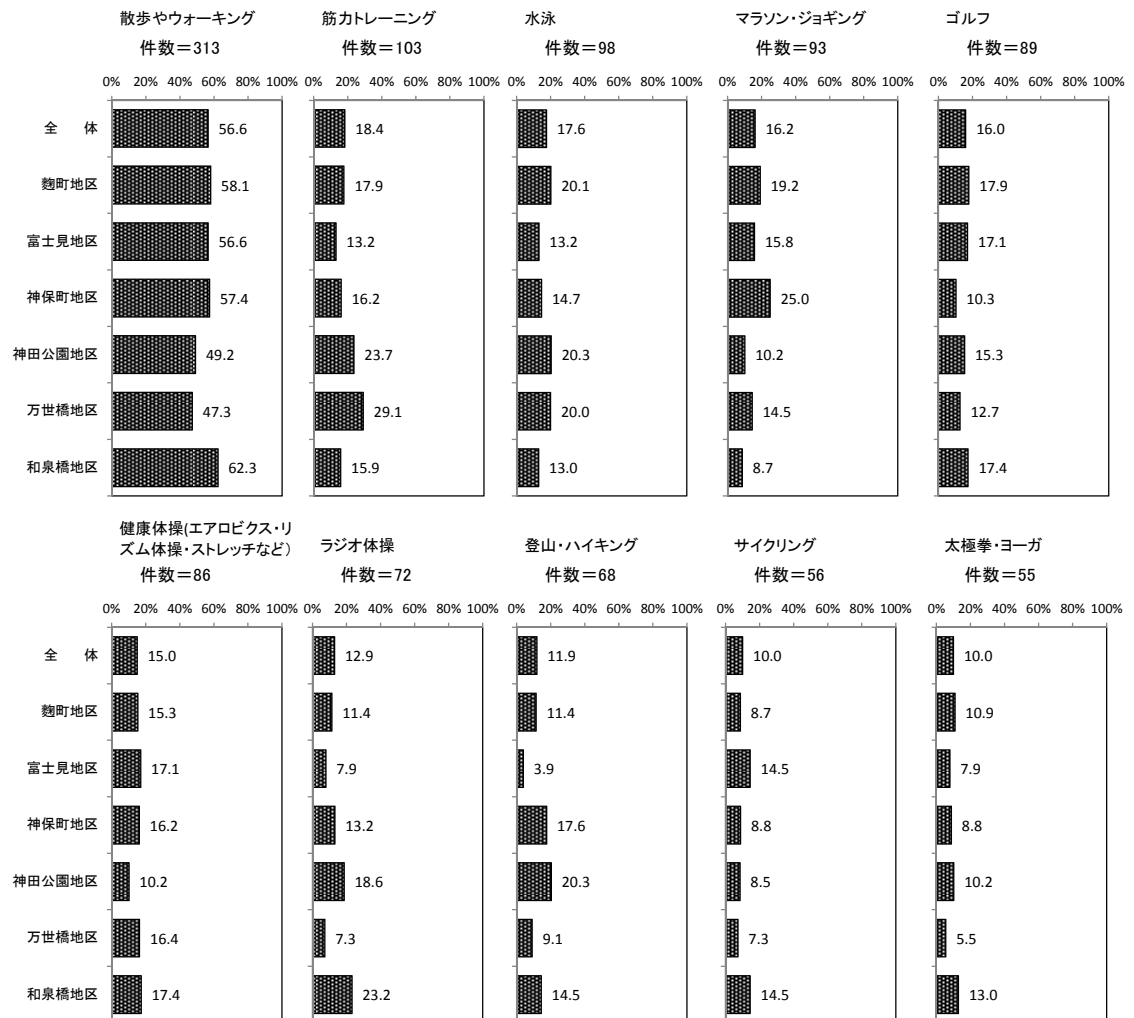 散歩やウォーキング
件数＝313
筋力トレーニング
件数＝103
水泳
件数＝98
マラソン・ジョギング
件数＝93
ゴルフ
件数＝89
0% 20% 40% 60% 80% 100% 0% 20% 40% 60% 80% 100% 0% 20% 40% 60% 80% 100% 0% 20% 40% 60% 80% 100% 0% 20% 40% 60% 80% 100%
全　体 56.6 18.4 17.6 16.2 16.0
麴町地区 58.1 17.9 20.1 19.2 17.9
富士見地区 56.6 13.2 13.2 15.8 17.1
神保町地区 57.4 16.2 14.7 25.0 10.3
神田公園地区 49.2 23.7 20.3 10.2 15.3
万世橋地区 47.3 29.1 20.0 14.5 12.7
和泉橋地区 62.3 15.9 13.0 8.7 17.4
健康体操(エアロビクス・リ
ズム体操・ストレッチなど）
件数＝86
ラジオ体操
件数＝72
登山・ハイキング
件数＝68
サイクリング
件数＝56
太極拳・ヨーガ
件数＝55
0% 20% 40% 60% 80% 100% 0% 20% 40% 60% 80% 100% 0% 20% 40% 60% 80% 100% 0% 20% 40% 60% 80% 100% 0% 20% 40% 60% 80% 100%
全　体 15.0 12.9 11.9 10.0 10.0
麴町地区 15.3 11.4 11.4 8.7 10.9
富士見地区 17.1 7.9 3.9 14.5 7.9
神保町地区 16.2 13.2 17.6 8.8 8.8
神田公園地区 10.2 18.6 20.3 8.5 10.2
万世橋地区 16.4 7.3 9.1 7.3 5.5
和泉橋地区 17.4 23.2 14.5 14.5 13.0